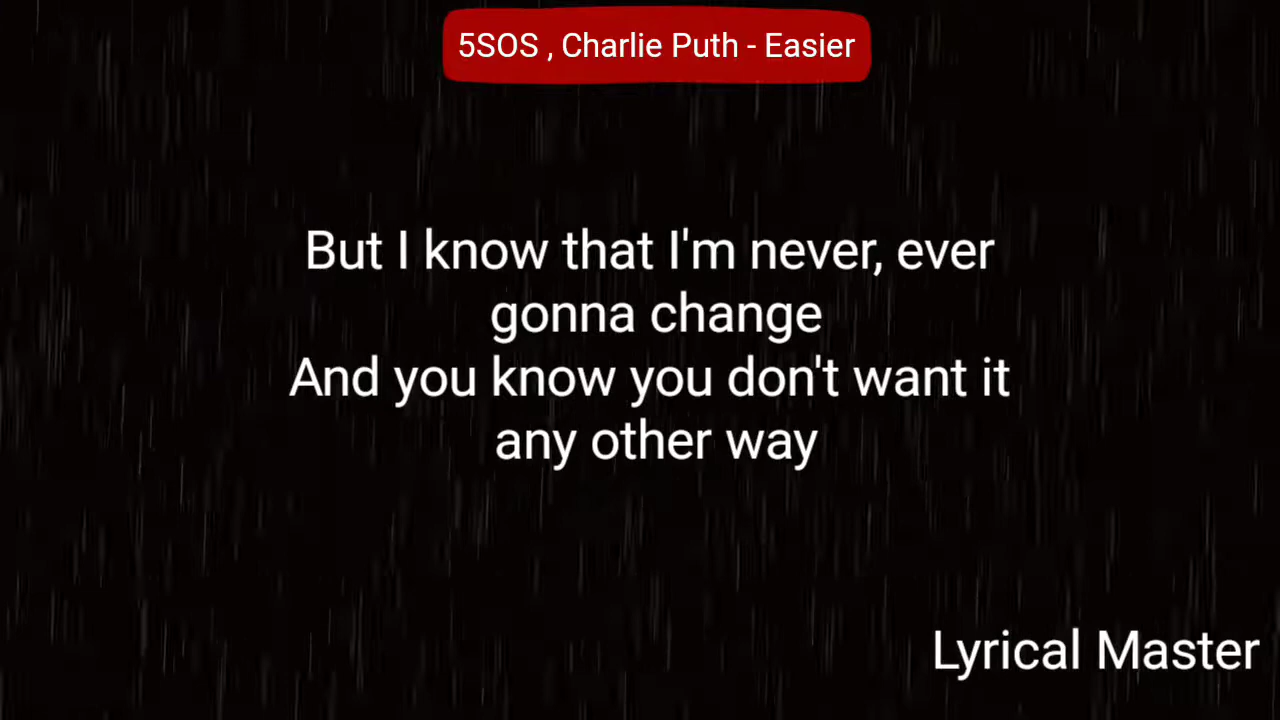 5SOS , Charlie Puth - Easier
But I know that I'm never, ever
gonna change
And you know you don't want it
any other way
Lyrical Master